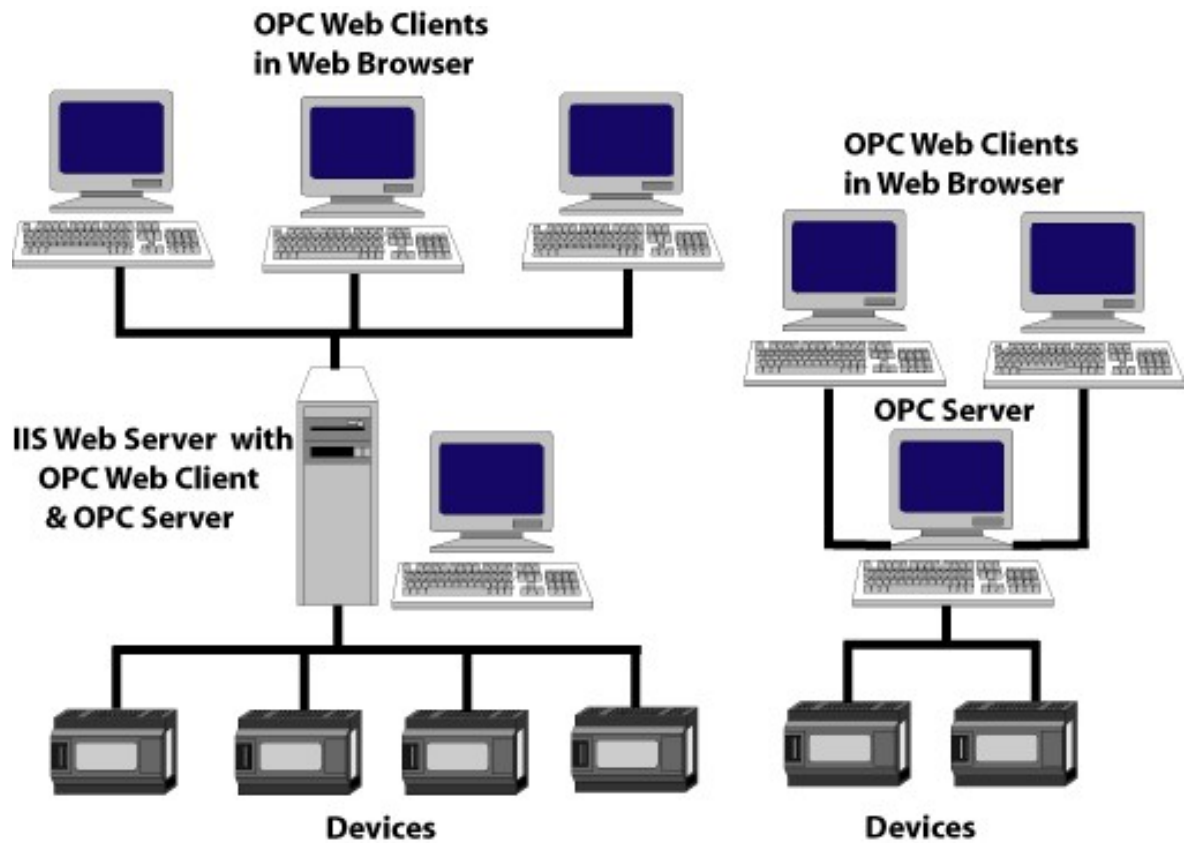 OPC Web Clients
in Web Browser
OPC Web Clients
in Web Browser
OPC Server
IIS Web Server with
OPC Web Client
& OPC Server
Devices
Devices